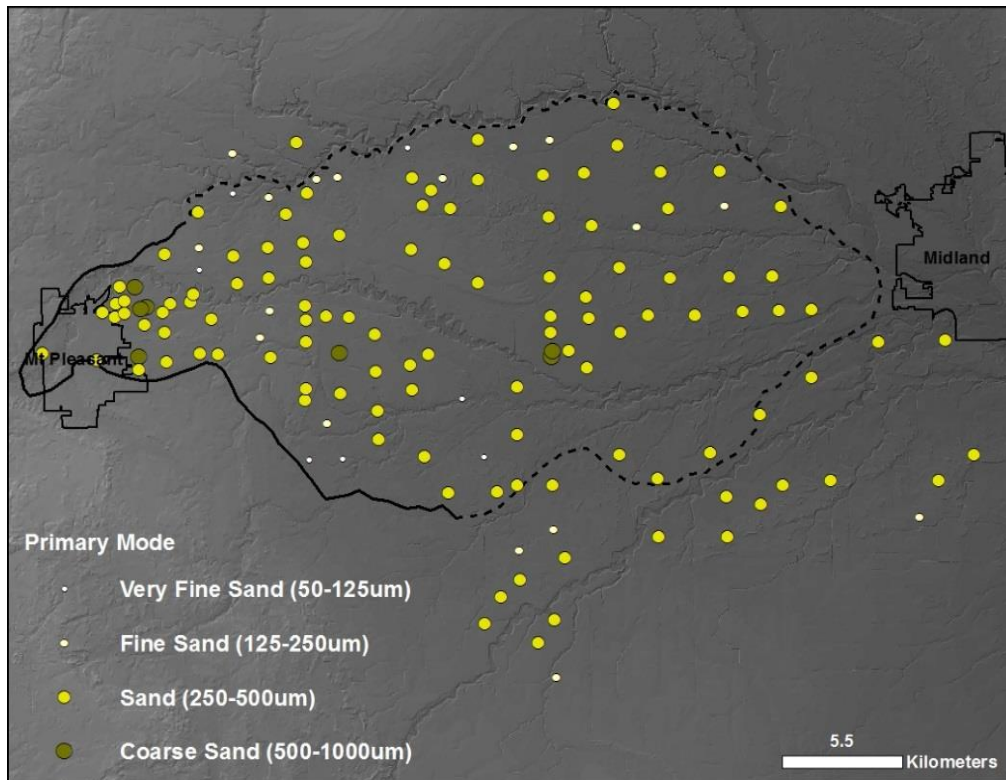 Midland
Mt Pleasant
Primary Mode
Very Fine Sand (50-125um)
Fine Sand (125-250um)
Sand (250-500um)
Coarse Sand (500-1000um)
5.5
Kilometers